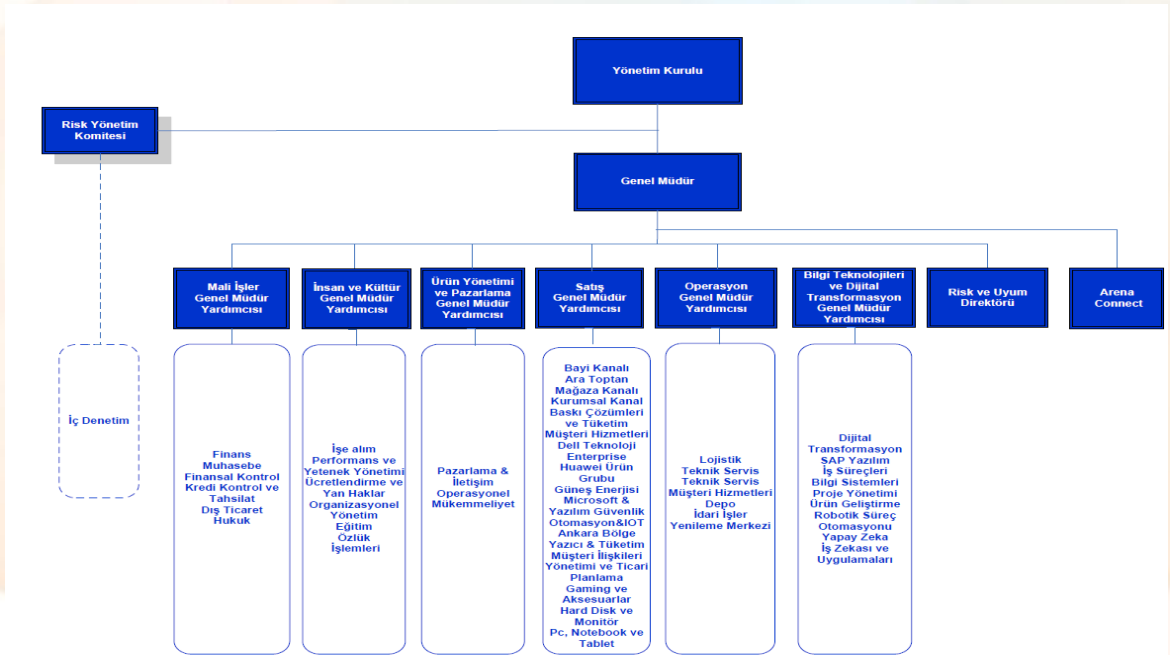 Yönetim Kurulu
Risk Yönetim
Komitesi
Genel Müdür
Mali İşler
Genel Müdür
Yardımcısı
İnsan ve Kültür
Genel Müdür
Yardımcısı
Ürün Yönetimi
ve Pazarlama
Genel Müdür
Yardımcısı
Satış
Genel Müdür
Yardımcısı
Operasyon
Genel Müdür
Yardımcısı
Bilgi Teknolojileri
ve Dijital
Transformasyon
Genel Müdür
Yardımcısı
Risk ve Uyum
Direktörü
Arena
Connect
İç Denetim
Finans
Muhasebe
Finansal Kontrol
Kredi Kontrol ve
Tahsilat
Dış Ticaret
Hukuk
İşe alım
Performans ve
Yetenek Yönetimi
Ücretlendirme ve
Yan Haklar
Organizasyonel
Yönetim
Eğitim
Özlük
İşlemleri
Pazarlama &
İletişim
Operasyonel
Mükemmeliyet
Bayi Kanalı
Ara Toptan
Mağaza Kanalı
Kurumsal Kanal
Baskı Çözümleri
ve Tüketim
Müşteri Hizmetleri
Dell Teknoloji
Enterprise
Huawei Ürün
Grubu
Güneş Enerjisi
Microsoft &
Yazılım Güvenlik
Otomasyon&IOT
Ankara Bölge
Yazıcı & Tüketim
Müşteri İlişkileri
Yönetimi ve Ticari
Planlama
Gaming ve
Aksesuarlar
Hard Disk ve
Monitör
Pc, Notebook ve
Tablet
Lojistik
Teknik Servis
Teknik Servis
Müşteri Hizmetleri
Depo
İdari İşler
Yenileme Merkezi
Dijital
Transformasyon
SAP Yazılım
İş Süreçleri
Bilgi Sistemleri
Proje Yönetimi
Ürün Geliştirme
Robotik Süreç
Otomasyonu
Yapay Zeka
İş Zekası ve
Uygulamaları